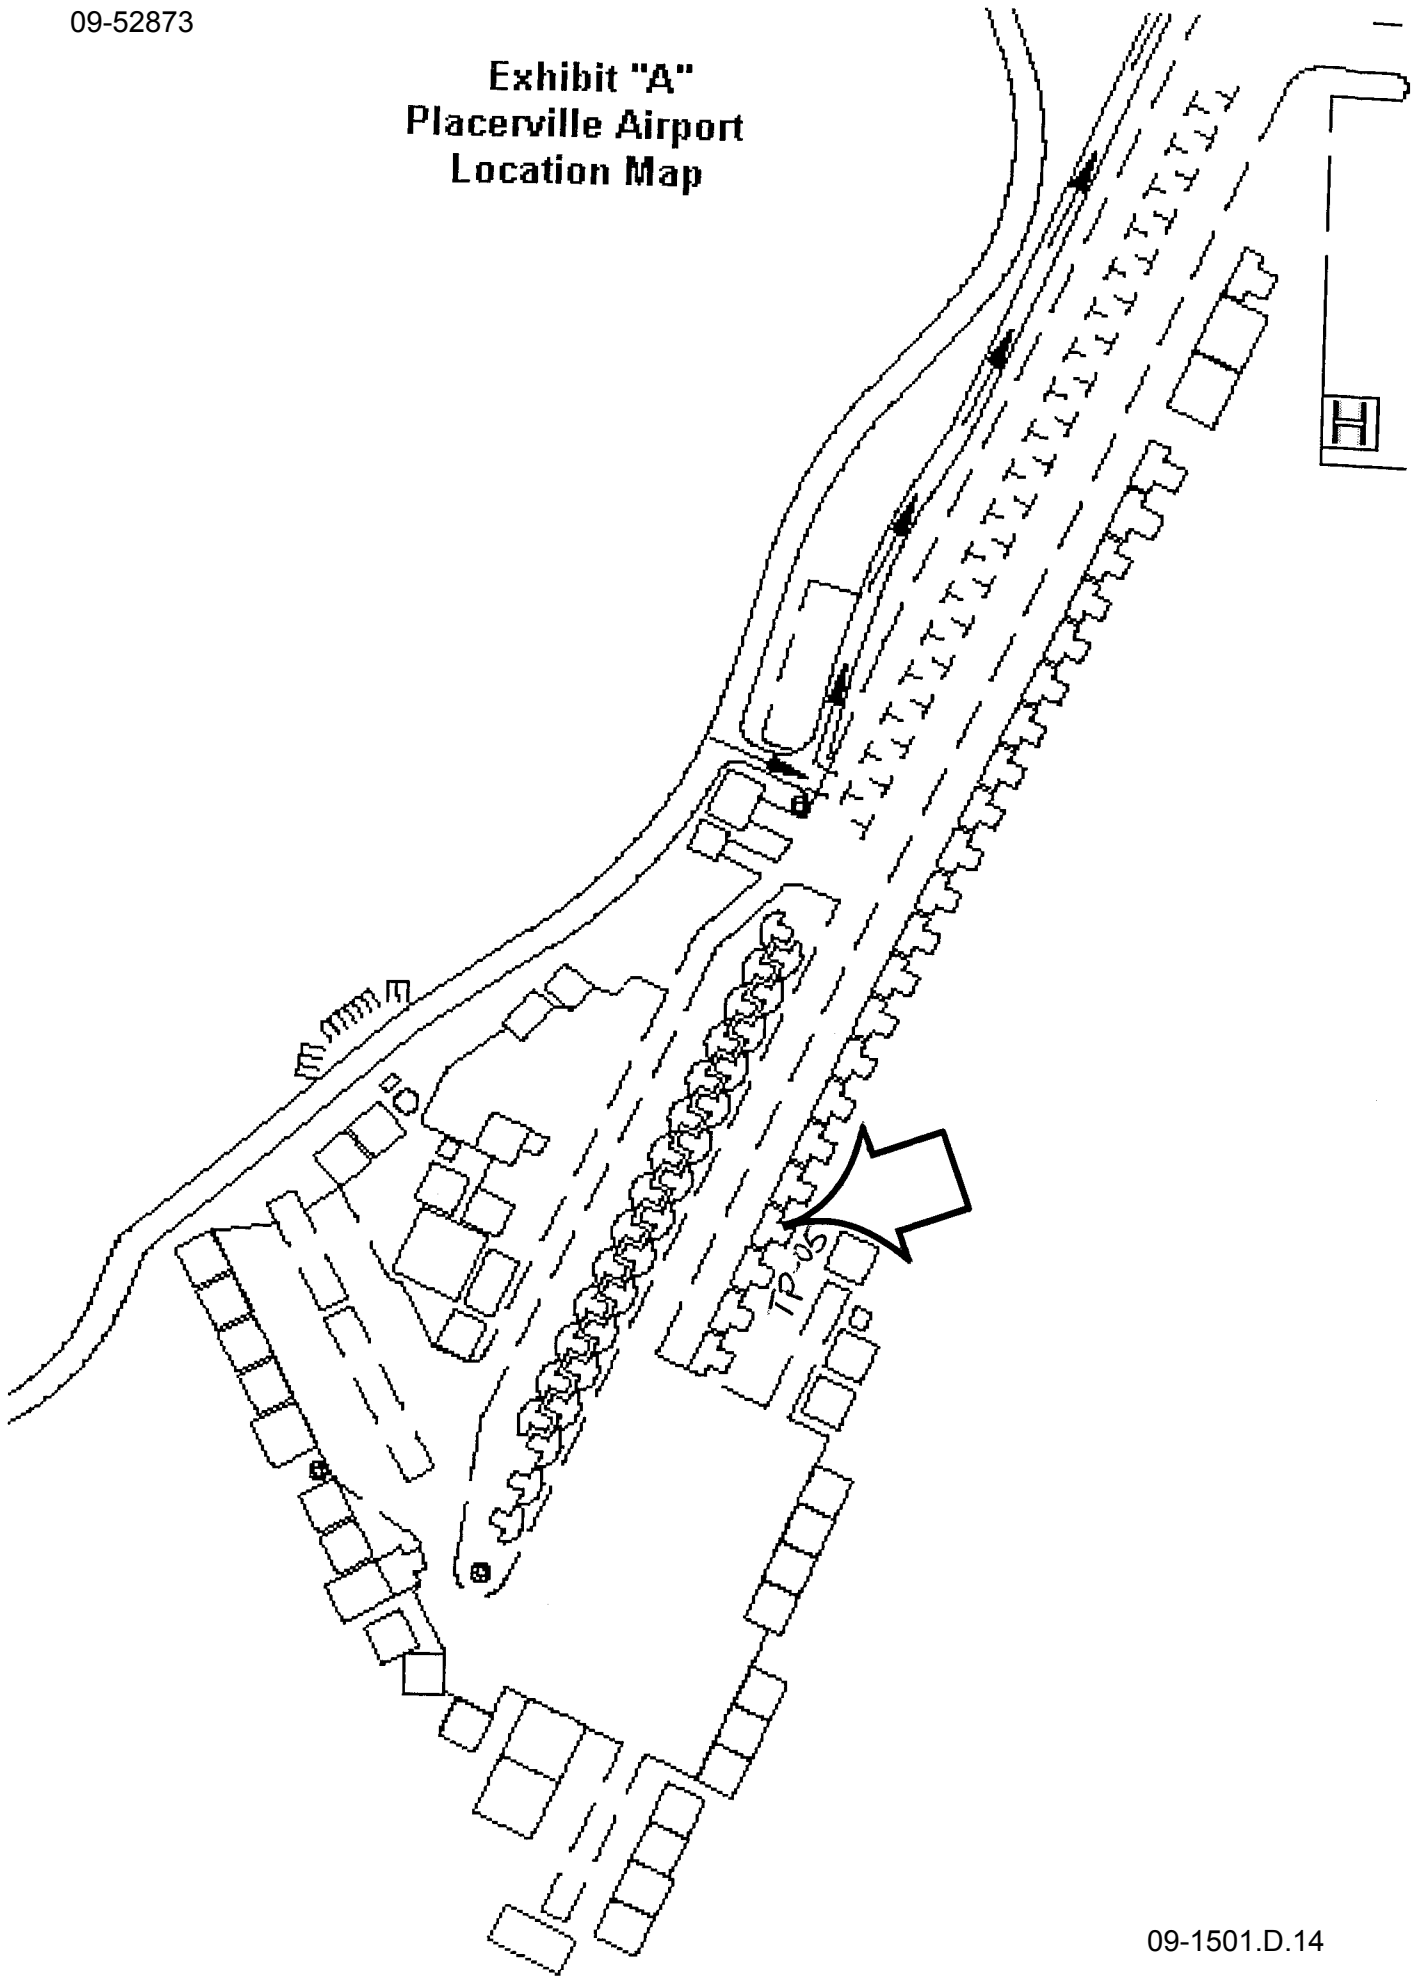 09-52873
Exhibit "A"
Placerville Airport
Location Map
H
TP-05
09-1501.D.14